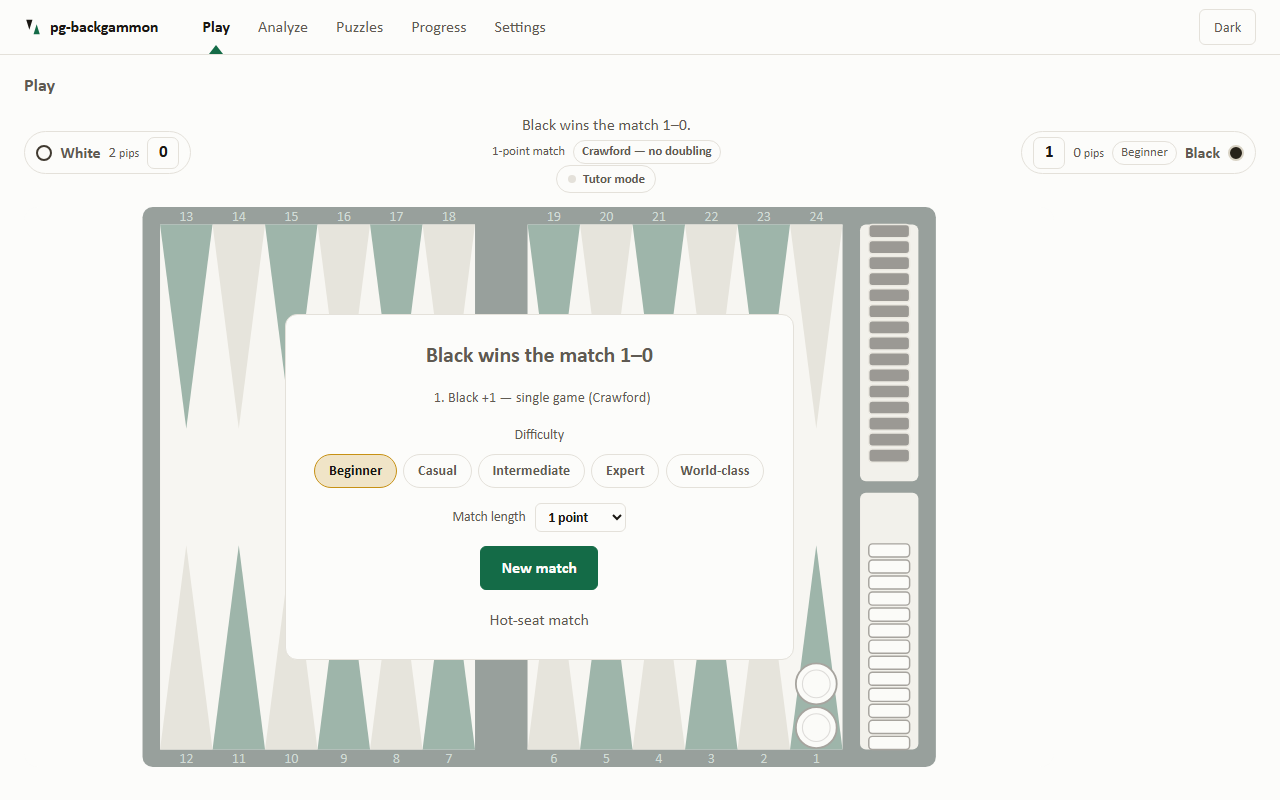 pg-backgammon Play Analyze Puzzles Progress Settings Dark
Play
Black wins the match 1–0.
White 2 pips 0
1-point match Crawford — no doubling
1 0 pips Beginner Black
Tutor mode
13 14 15 16 17 18 19 20 21 22 23 24
Black wins the match 1–0
1. Black +1 — single game (Crawford)
Difficulty
Beginner Casual Intermediate Expert World-class
Match length 1 point
New match
Hot-seat match
12 11 10 9 8 7 6 5 4 3 2 1